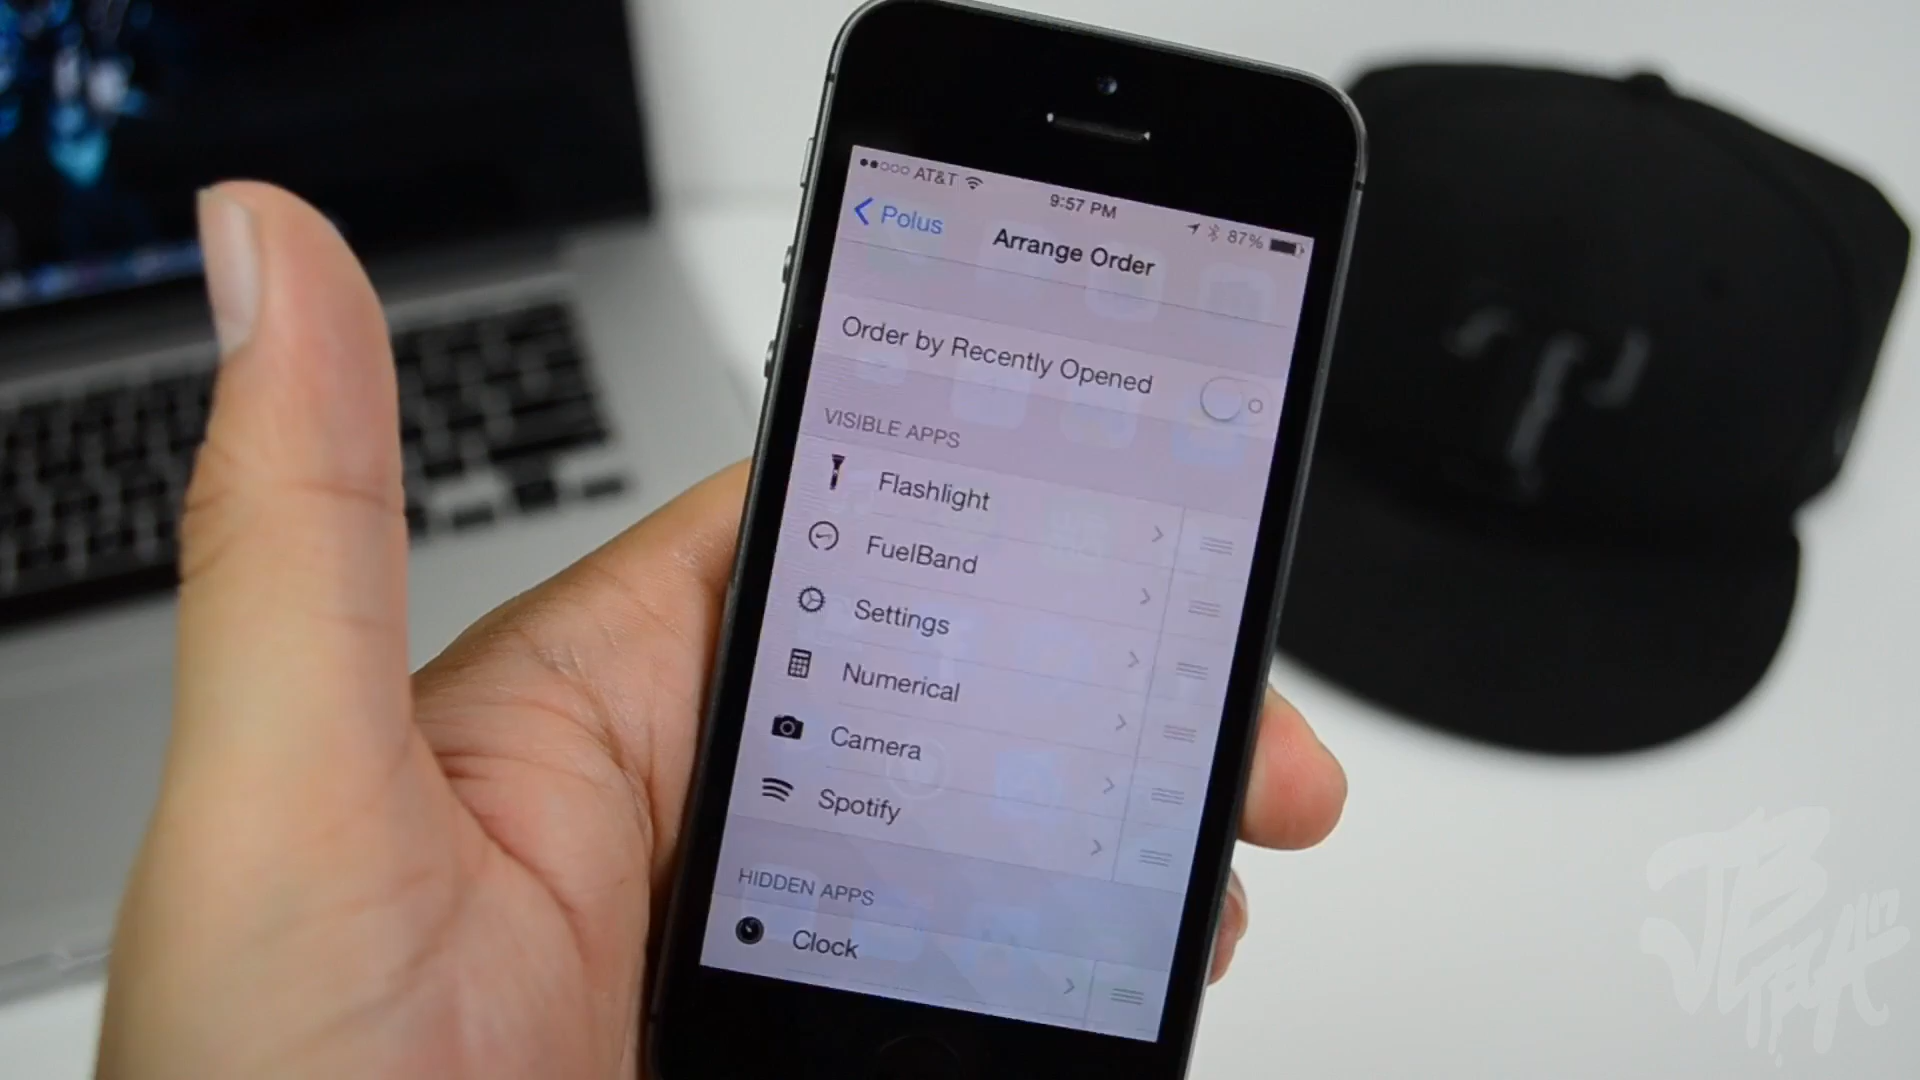 AT&T 9:57 PM 87%
Polus Arrange Order
Order by Recently Opened
VISIBLE APPS
Flashlight
FuelBand
Settings
Numerical
Camera
Spotify
HIDDEN APPS
Clock